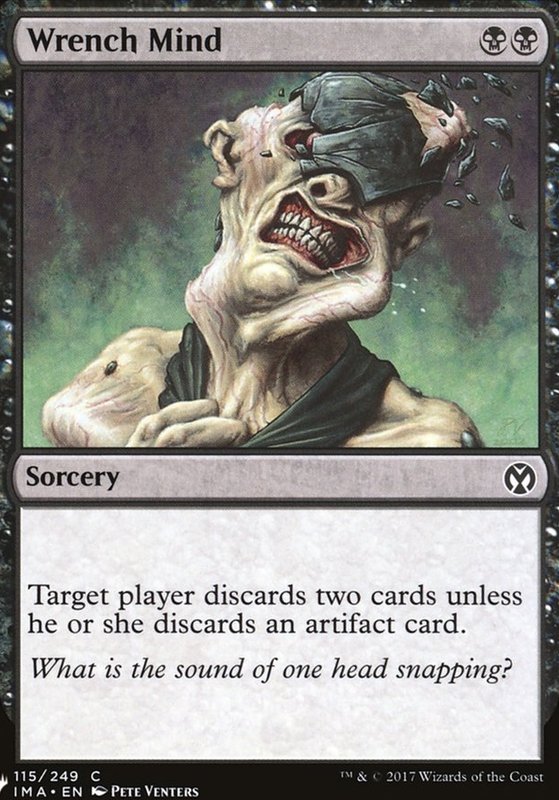 Wrench Mind
Sorcery
Target player discards two cards unless
he or she discards an artifact card.
What is the sound of one head snapping?
115/249 C
IMA • EN PETE VENTERS
™ & © 2017 Wizards of the Coast